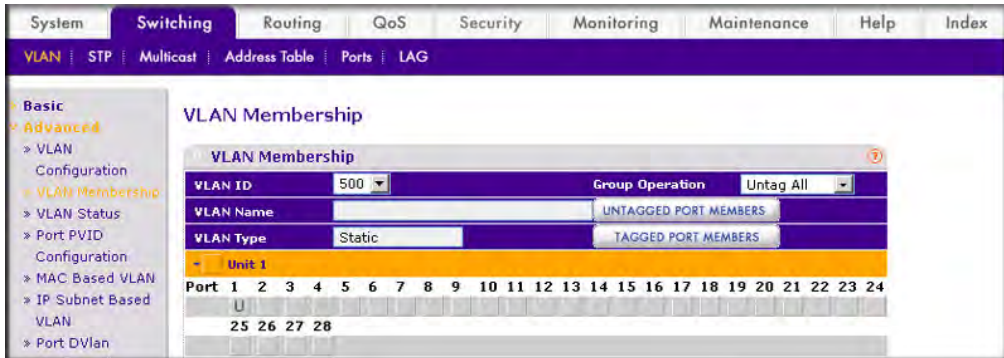 System Switching Routing QoS Security Monitoring Maintenance Help Index
VLAN STP Multicast Address Table Ports LAG
Basic
Advanced
» VLAN
Configuration
» VLAN Membership
» VLAN Status
» Port PVID
Configuration
» MAC Based VLAN
» IP Subnet Based
VLAN
» Port DVlan
VLAN Membership
VLAN Membership ?
VLAN ID 500 Group Operation Untag All
VLAN Name UNTAGGED PORT MEMBERS
VLAN Type Static TAGGED PORT MEMBERS
Unit 1
Port 1 2 3 4 5 6 7 8 9 10 11 12 13 14 15 16 17 18 19 20 21 22 23 24
U
25 26 27 28